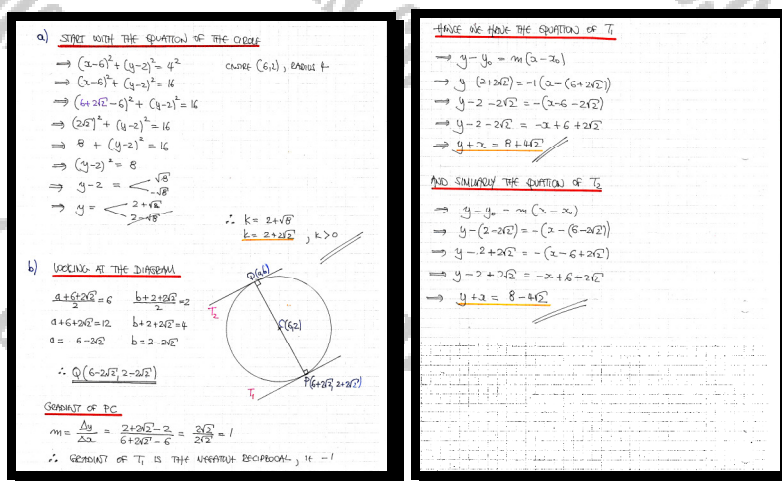 a) START WITH THE EQUATION OF THE CIRCLE
⇒ (x-6)² + (y-2)² = 4²    CENTRE (6,2), RADIUS 4
⇒ (x-6)² + (y-2)² = 16
⇒ (6+2√2-6)² + (y-2)² = 16
⇒ (2√2)² + (y-2)² = 16
⇒ 8 + (y-2)² = 16
⇒ (y-2)² = 8
⇒ y-2 = < √8
-√8
⇒ y = < 2+√8
2-√8
∴ k = 2+√8
k = 2+2√2 , k>0
b) LOOKING AT THE DIAGRAM
(a+6+2√2)/2 = 6    (b+2+2√2)/2 = 2
a+6+2√2 = 12    b+2+2√2 = 4
a = 6-2√2    b = 2-2√2
∴ Q(6-2√2, 2-2√2)
Q(a,b)
T₂
C(6,2)
P(6+2√2, 2+2√2)
T₁
GRADIENT OF PC
m = Δy/Δx = (2+2√2-2)/(6+2√2-6) = 2√2/2√2 = 1
∴ GRADIENT OF T₁ IS THE NEGATIVE RECIPROCAL, IE -1
HENCE WE HAVE THE EQUATION OF T₁
⇒ y-y₀ = m(x-x₀)
⇒ y (2+2√2) = -1(x-(6+2√2))
⇒ y-2-2√2 = -(x-6-2√2)
⇒ y-2-2√2 = -x+6+2√2
⇒ y+x = 8+4√2
AND SIMILARLY THE EQUATION OF T₂
⇒ y-y₀ = m(x-x₀)
⇒ y-(2-2√2) = -(x-(6-2√2))
⇒ y-2+2√2 = -(x-6+2√2)
⇒ y-2+2√2 = -x+6-2√2
⇒ y+x = 8-4√2